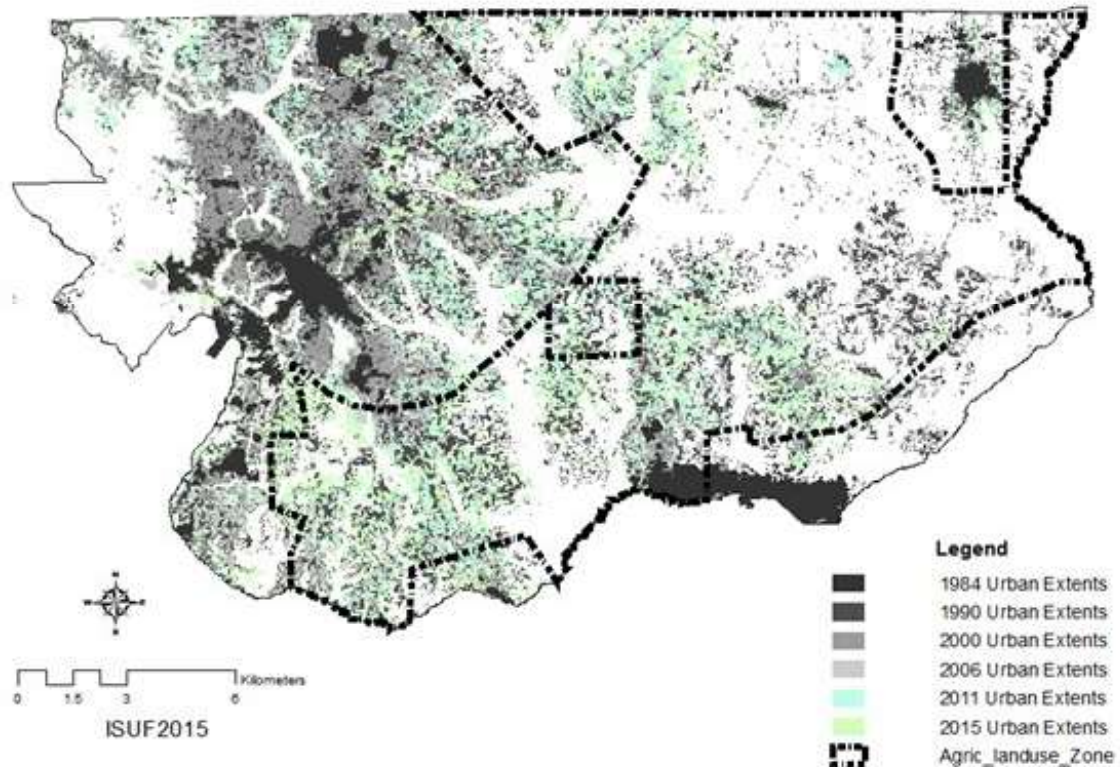 N
W E
S
Kilometers
0 1.5 3 6
ISUF2015
Legend
1984 Urban Extents
1990 Urban Extents
2000 Urban Extents
2006 Urban Extents
2011 Urban Extents
2015 Urban Extents
Agric_landuse_Zone